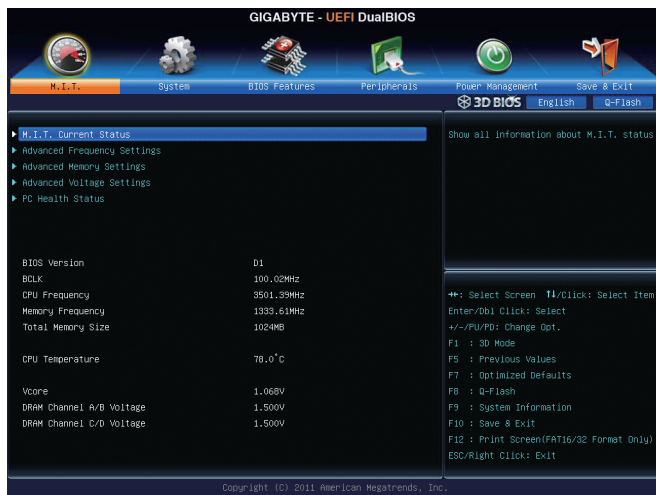 GIGABYTE - UEFI DualBIOS
M.I.T. System BIOS Features Peripherals Power Management Save & Exit
3D BIOS English Q-Flash
M.I.T. Current Status
Advanced Frequency Settings
Advanced Memory Settings
Advanced Voltage Settings
PC Health Status
Show all information about M.I.T. status
BIOS Version D1
BCLK 100.02MHz
CPU Frequency 3501.39MHz
Memory Frequency 1333.61MHz
Total Memory Size 1024MB
CPU Temperature 78.0°C
Vcore 1.068V
DRAM Channel A/B Voltage 1.500V
DRAM Channel C/D Voltage 1.500V
→←: Select Screen ↑↓/Click: Select Item
Enter/Dbl Click: Select
+/-/PU/PD: Change Opt.
F1 : 3D Mode
F5 : Previous Values
F7 : Optimized Defaults
F8 : Q-Flash
F9 : System Information
F10 : Save & Exit
F12 : Print Screen(FAT16/32 Format Only)
ESC/Right Click: Exit
Copyright (C) 2011 American Megatrends, Inc.